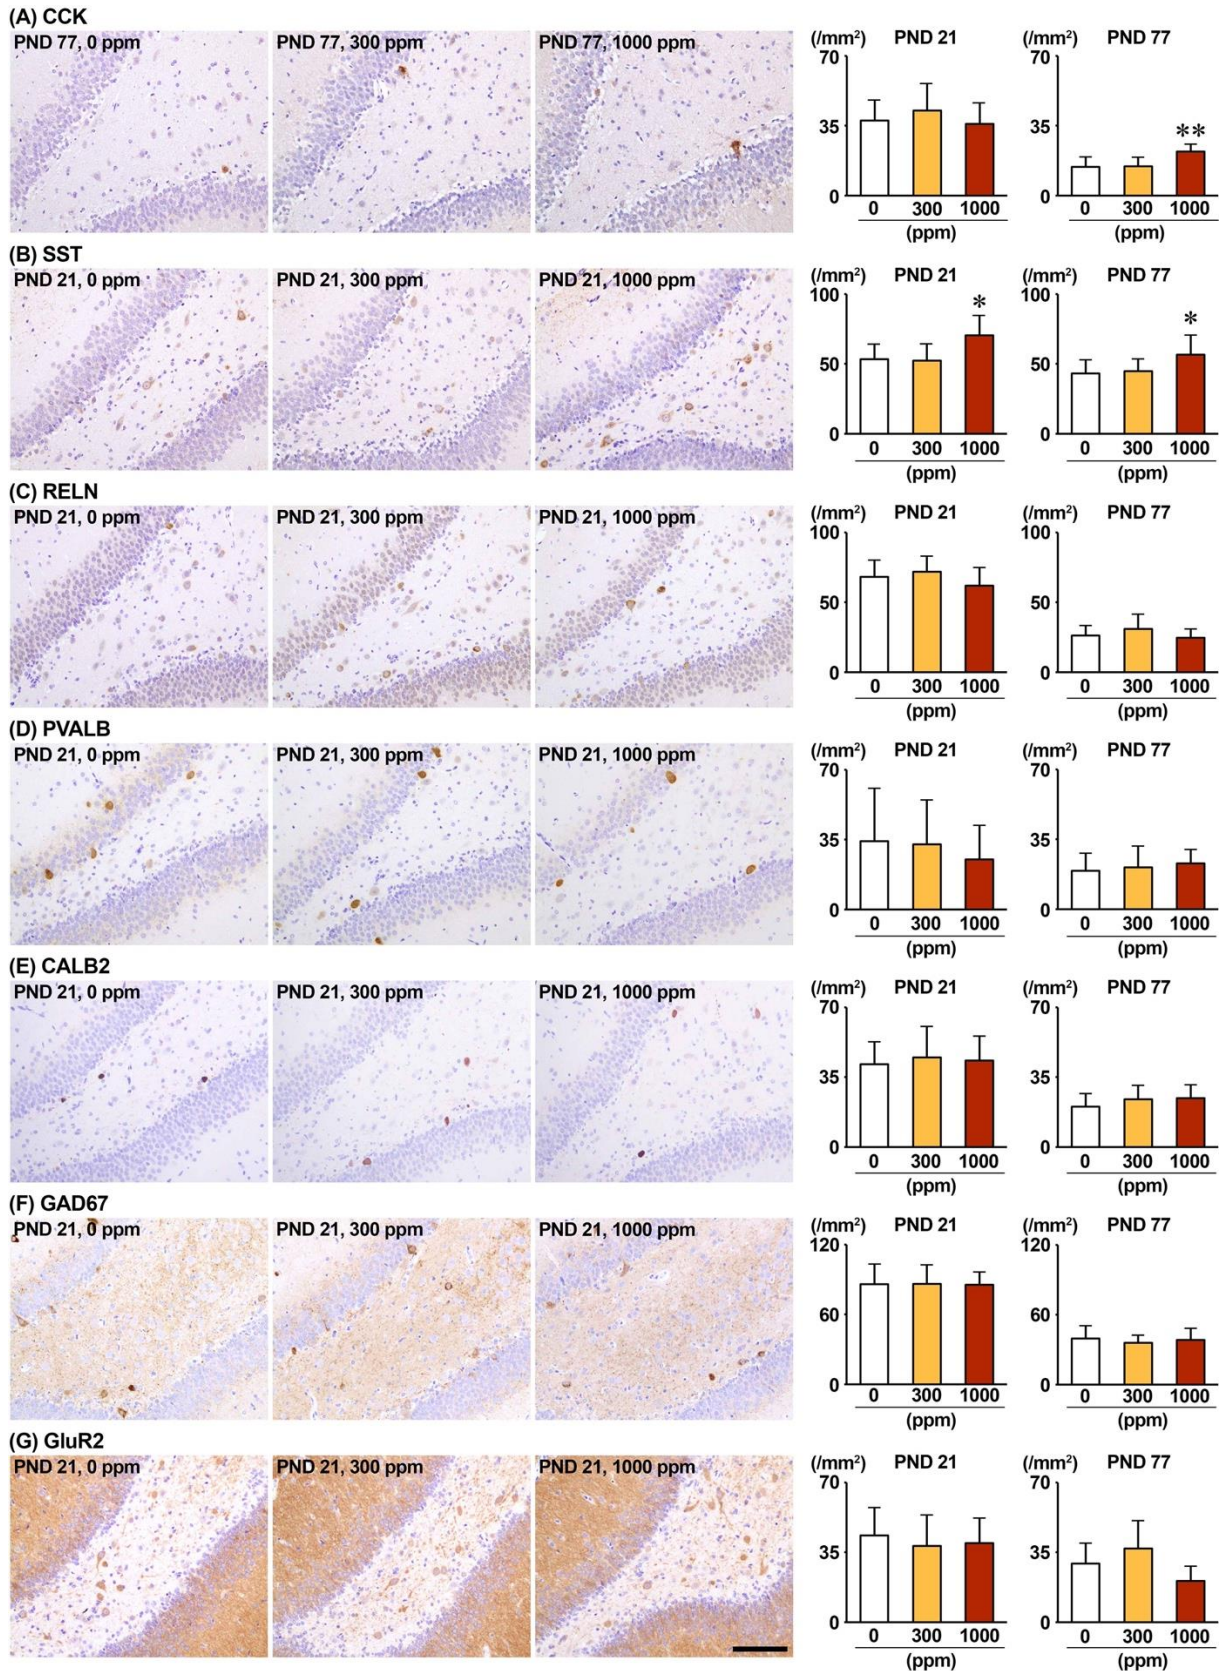 (A) CCK
PND 77, 0 ppm PND 77, 300 ppm PND 77, 1000 ppm
(/mm²) PND 21 (/mm²) PND 77
70 70
35 35
**
0 0
0 300 1000 0 300 1000
(ppm) (ppm)
(B) SST
PND 21, 0 ppm PND 21, 300 ppm PND 21, 1000 ppm
(/mm²) PND 21 (/mm²) PND 77
100 100
* *
50 50
0 0
0 300 1000 0 300 1000
(ppm) (ppm)
(C) RELN
PND 21, 0 ppm PND 21, 300 ppm PND 21, 1000 ppm
(/mm²) PND 21 (/mm²) PND 77
100 100
50 50
0 0
0 300 1000 0 300 1000
(ppm) (ppm)
(D) PVALB
PND 21, 0 ppm PND 21, 300 ppm PND 21, 1000 ppm
(/mm²) PND 21 (/mm²) PND 77
70 70
35 35
0 0
0 300 1000 0 300 1000
(ppm) (ppm)
(E) CALB2
PND 21, 0 ppm PND 21, 300 ppm PND 21, 1000 ppm
(/mm²) PND 21 (/mm²) PND 77
70 70
35 35
0 0
0 300 1000 0 300 1000
(ppm) (ppm)
(F) GAD67
PND 21, 0 ppm PND 21, 300 ppm PND 21, 1000 ppm
(/mm²) PND 21 (/mm²) PND 77
120 120
60 60
0 0
0 300 1000 0 300 1000
(ppm) (ppm)
(G) GluR2
PND 21, 0 ppm PND 21, 300 ppm PND 21, 1000 ppm
(/mm²) PND 21 (/mm²) PND 77
70 70
35 35
0 0
0 300 1000 0 300 1000
(ppm) (ppm)